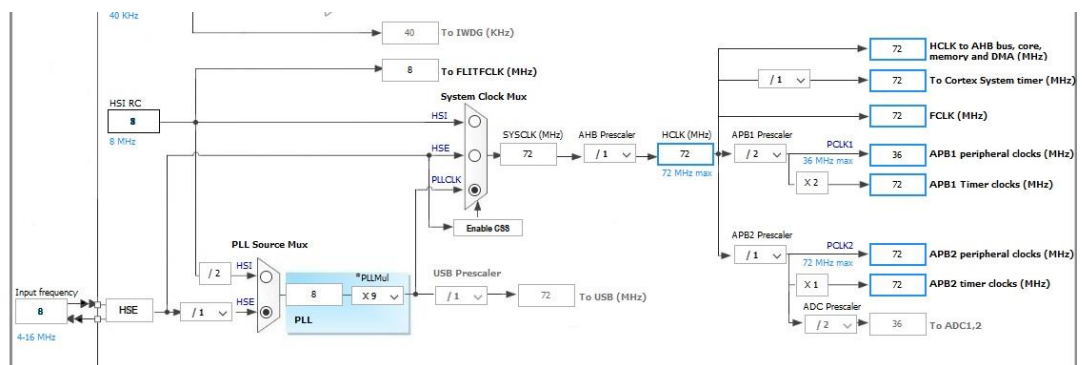 40 KHz
40
To IWDG (KHz)
8
To FLITFCLK (MHz)
HSI RC
8
8 MHz
System Clock Mux
HSI
HSE
PLLCLK
SYSCLK (MHz)
72
AHB Prescaler
/ 1
HCLK (MHz)
72
72 MHz max
Enable CSS
72
HCLK to AHB bus, core,
memory and DMA (MHz)
/ 1
72
To Cortex System timer (MHz)
72
FCLK (MHz)
APB1 Prescaler
/ 2
PCLK1
36 MHz max
36
APB1 peripheral clocks (MHz)
X 2
72
APB1 Timer clocks (MHz)
APB2 Prescaler
/ 1
PCLK2
72 MHz max
72
APB2 peripheral clocks (MHz)
X 1
72
APB2 timer clocks (MHz)
ADC Prescaler
/ 2
36
To ADC1,2
PLL Source Mux
/ 2
HSI
Input frequency
8
4-16 MHz
HSE
/ 1
HSE
8
*PLLMul
X 9
PLL
USB Prescaler
/ 1
72
To USB (MHz)